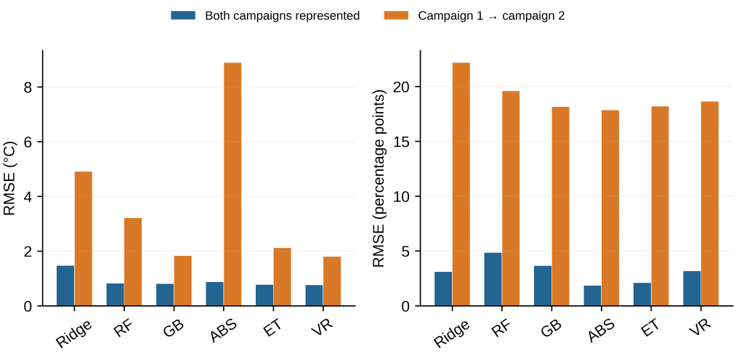 Both campaigns represented
Campaign 1 → campaign 2
RMSE (°C)
8
6
4
2
0
Ridge
RF
GB
ABS
ET
VR
RMSE (percentage points)
20
15
10
5
0
Ridge
RF
GB
ABS
ET
VR